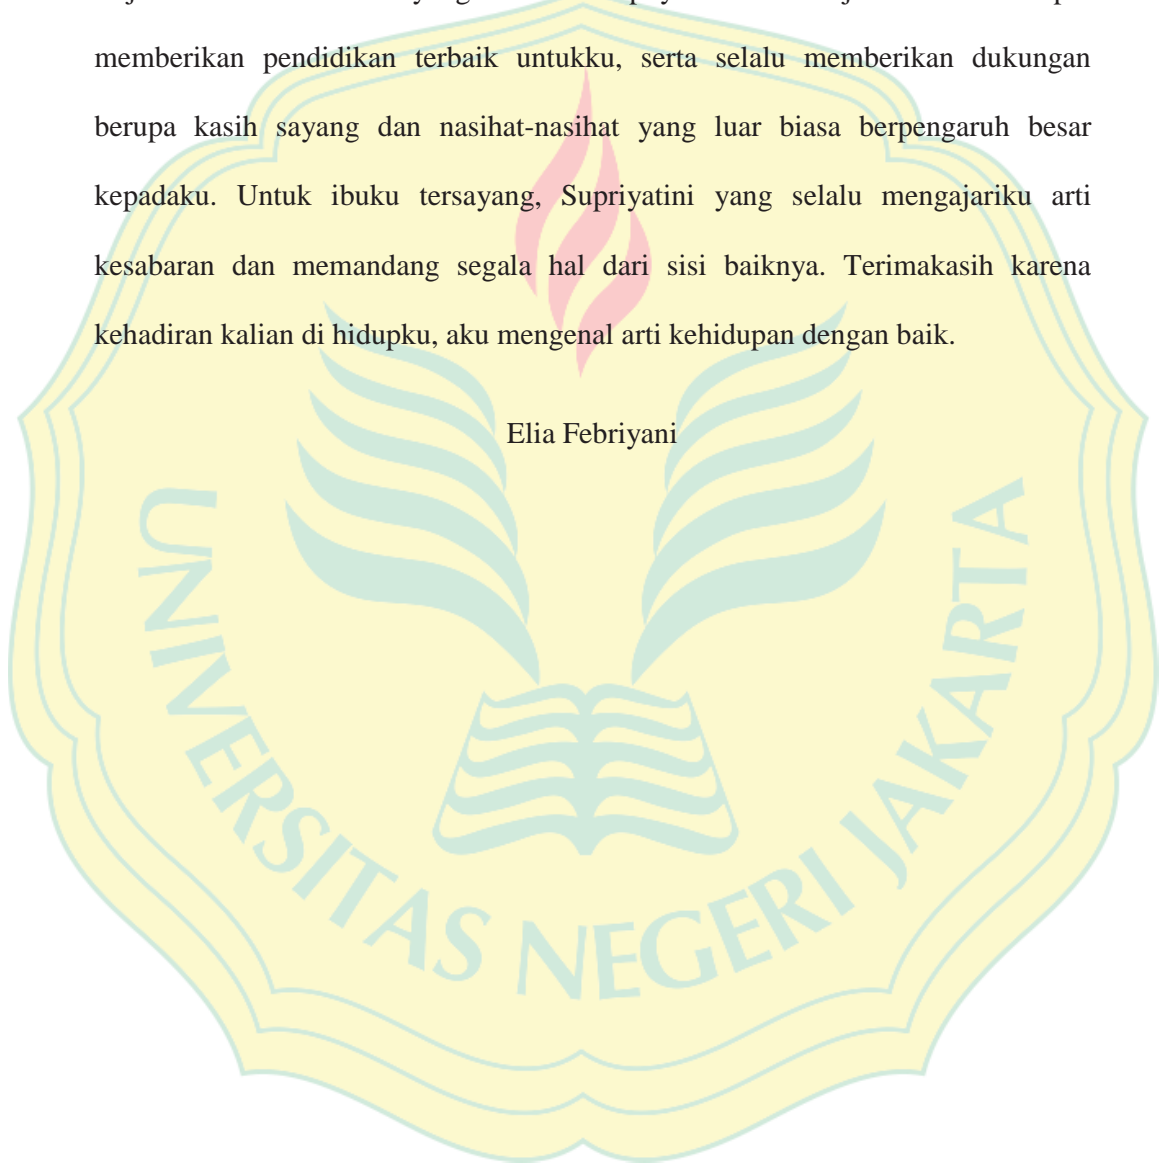 memberikan pendidikan terbaik untukku, serta selalu memberikan dukungan
berupa kasih sayang dan nasihat-nasihat yang luar biasa berpengaruh besar
kepadaku. Untuk ibuku tersayang, Supriyatini yang selalu mengajariku arti
kesabaran dan memandang segala hal dari sisi baiknya. Terimakasih karena
kehadiran kalian di hidupku, aku mengenal arti kehidupan dengan baik.
Elia Febriyani
UNIVERSITAS NEGERI JAKARTA